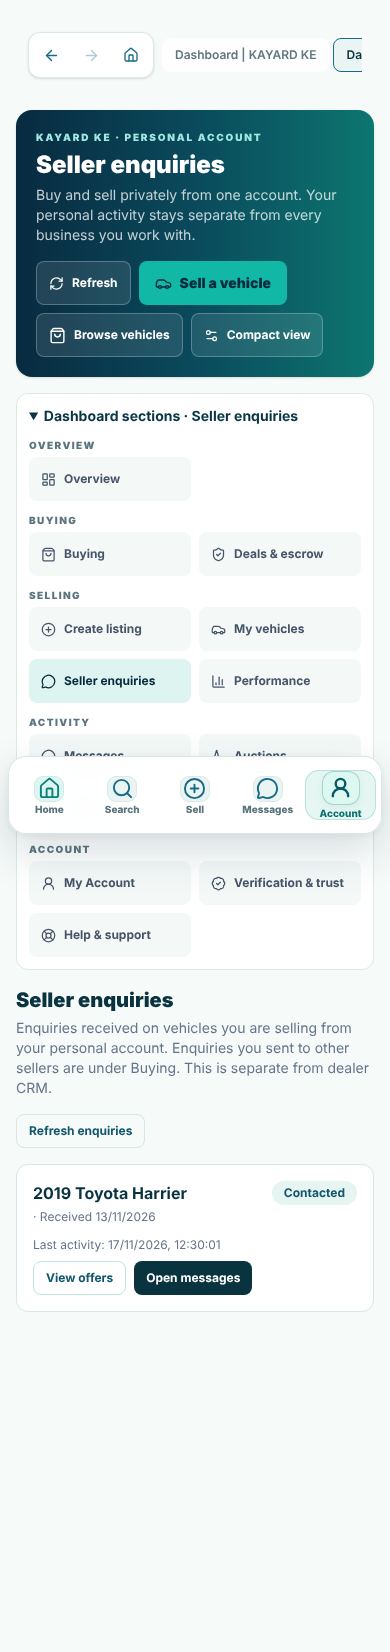 Dashboard | KAYARD KE
Da
KAYARD KE · PERSONAL ACCOUNT
Seller enquiries
Buy and sell privately from one account. Your
personal activity stays separate from every
business you work with.
Refresh
Sell a vehicle
Browse vehicles
Compact view
▼ Dashboard sections · Seller enquiries
OVERVIEW
Overview
BUYING
Buying
Deals & escrow
SELLING
Create listing
My vehicles
Seller enquiries
Performance
ACTIVITY
Messages
Auctions
Home
Search
Sell
Messages
Account
ACCOUNT
My Account
Verification & trust
Help & support
Seller enquiries
Enquiries received on vehicles you are selling from
your personal account. Enquiries you sent to other
sellers are under Buying. This is separate from dealer
CRM.
Refresh enquiries
2019 Toyota Harrier
Contacted
· Received 13/11/2026
Last activity: 17/11/2026, 12:30:01
View offers
Open messages